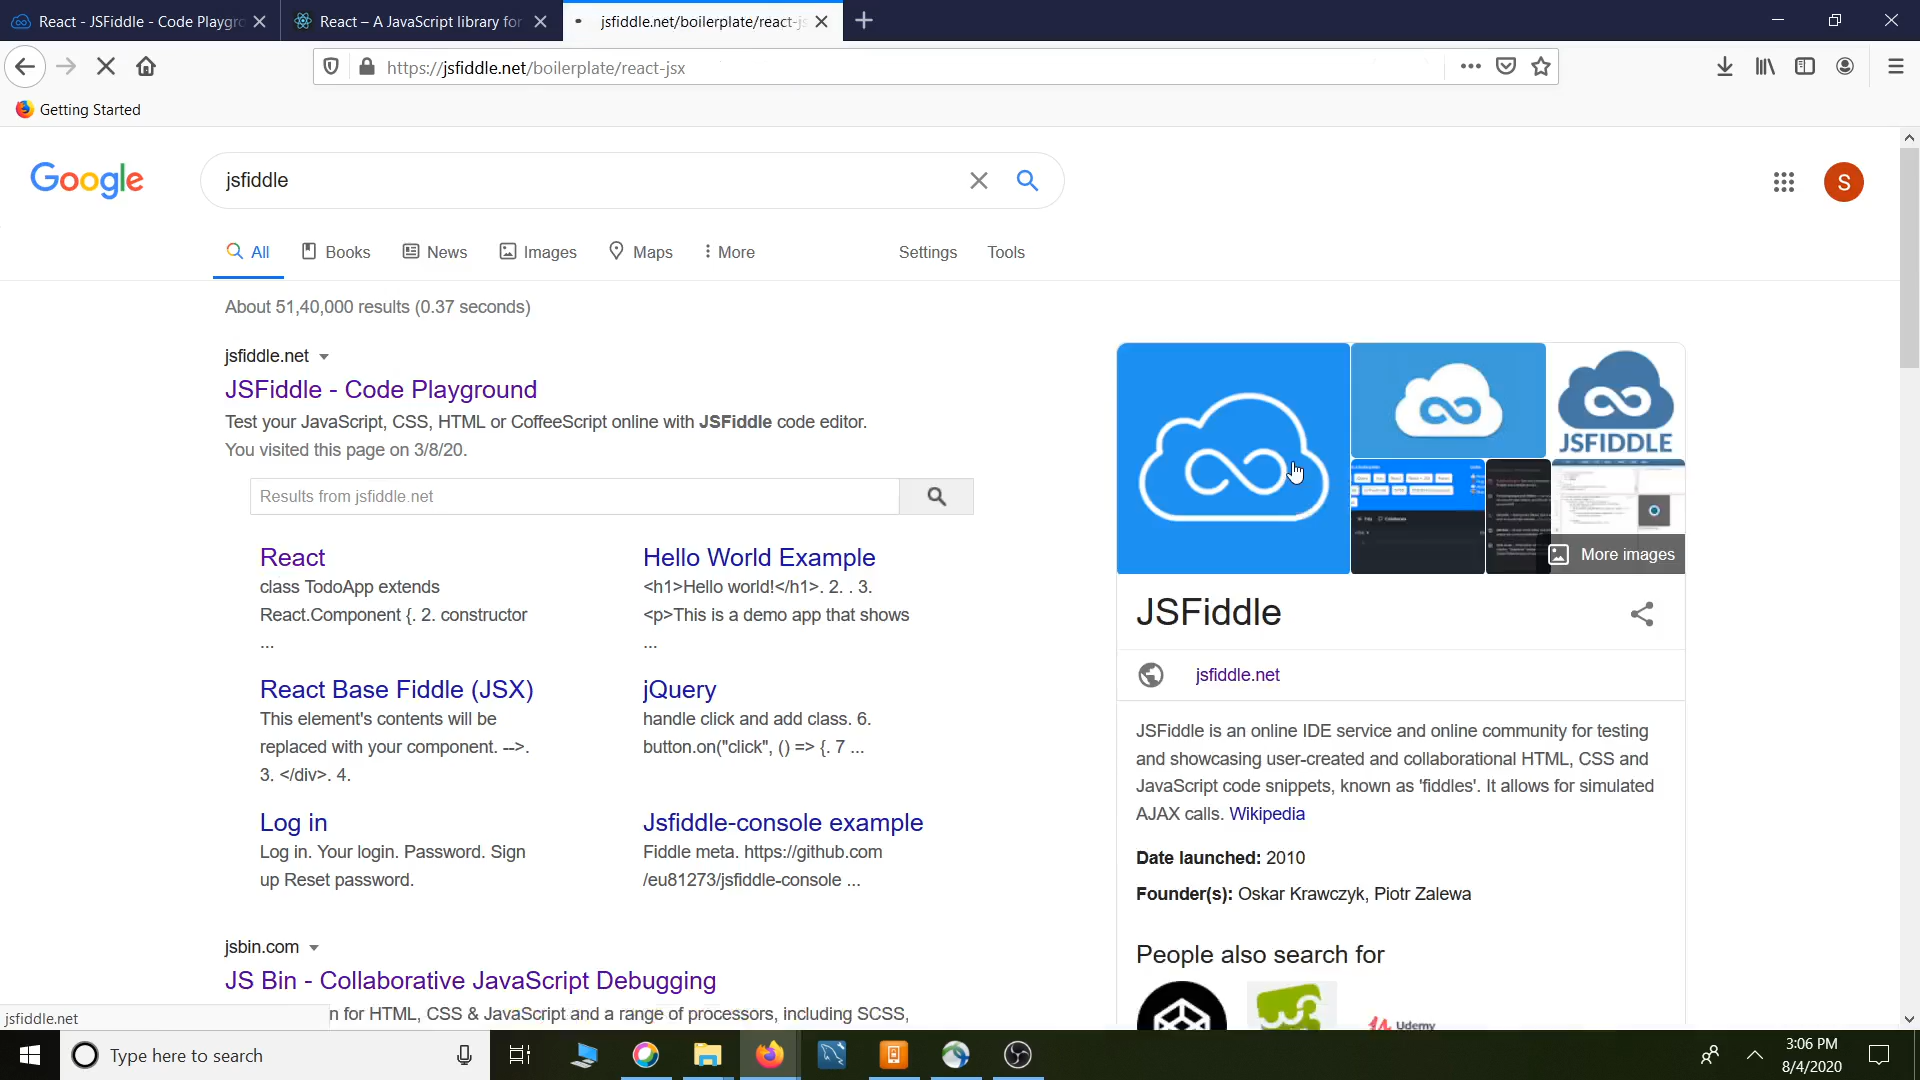 React - JSFiddle - Code Playgro
React – A JavaScript library for
jsfiddle.net/boilerplate/react-js
https://jsfiddle.net/boilerplate/react-jsx
Getting Started
Google
jsfiddle
S
All
Books
News
Images
Maps
More
Settings
Tools
About 51,40,000 results (0.37 seconds)
jsfiddle.net
JSFiddle - Code Playground
Test your JavaScript, CSS, HTML or CoffeeScript online with JSFiddle code editor.
You visited this page on 3/8/20.
Results from jsfiddle.net
React
class TodoApp extends
React.Component {. 2. constructor
...
Hello World Example
<h1>Hello world!</h1>. 2. . 3.
<p>This is a demo app that shows
...
React Base Fiddle (JSX)
This element's contents will be
replaced with your component. -->.
3. </div>. 4.
jQuery
handle click and add class. 6.
button.on("click", () => {. 7 ...
Log in
Log in. Your login. Password. Sign
up Reset password.
Jsfiddle-console example
Fiddle meta. https://github.com
/eu81273/jsfiddle-console ...
jsbin.com
JS Bin - Collaborative JavaScript Debugging
n for HTML, CSS & JavaScript and a range of processors, including SCSS,
jsfiddle.net
JSFIDDLE
More images
JSFiddle
jsfiddle.net
JSFiddle is an online IDE service and online community for testing
and showcasing user-created and collaborational HTML, CSS and
JavaScript code snippets, known as 'fiddles'. It allows for simulated
AJAX calls. Wikipedia
Date launched: 2010
Founder(s): Oskar Krawczyk, Piotr Zalewa
People also search for
Udemy
Type here to search
3:06 PM
8/4/2020